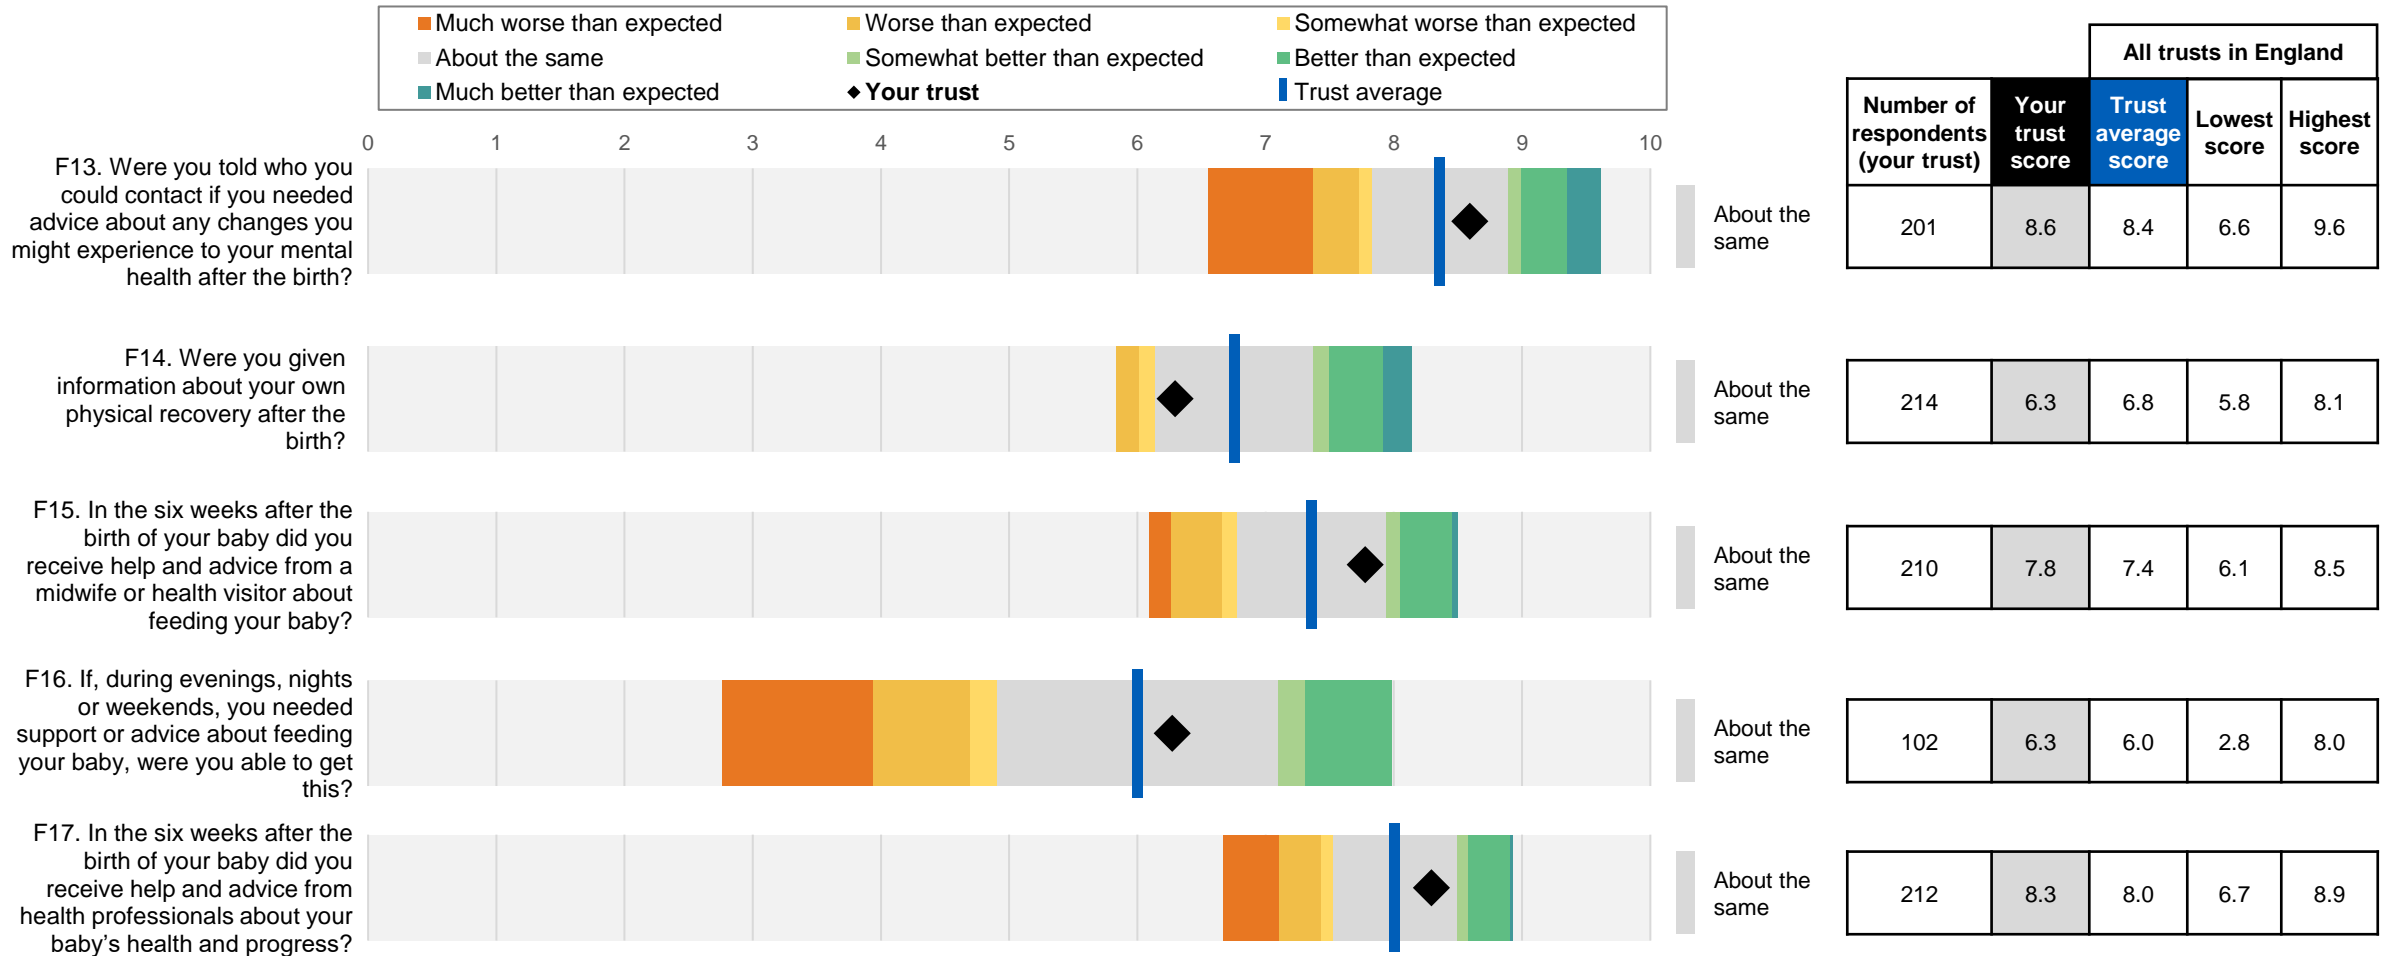 Much worse than expected
Worse than expected
Somewhat worse than expected
About the same
Somewhat better than expected
Better than expected
Much better than expected
Your trust
Trust average
All trusts in England
Number of
respondents
(your trust)
Your
trust
score
Trust
average
score
Lowest
score
Highest
score
0 1 2 3 4 5 6 7 8 9 10
F13. Were you told who you
could contact if you needed
advice about any changes you
might experience to your mental
health after the birth?
About the
same
201 8.6 8.4 6.6 9.6
F14. Were you given
information about your own
physical recovery after the
birth?
About the
same
214 6.3 6.8 5.8 8.1
F15. In the six weeks after the
birth of your baby did you
receive help and advice from a
midwife or health visitor about
feeding your baby?
About the
same
210 7.8 7.4 6.1 8.5
F16. If, during evenings, nights
or weekends, you needed
support or advice about feeding
your baby, were you able to get
this?
About the
same
102 6.3 6.0 2.8 8.0
F17. In the six weeks after the
birth of your baby did you
receive help and advice from
health professionals about your
baby’s health and progress?
About the
same
212 8.3 8.0 6.7 8.9